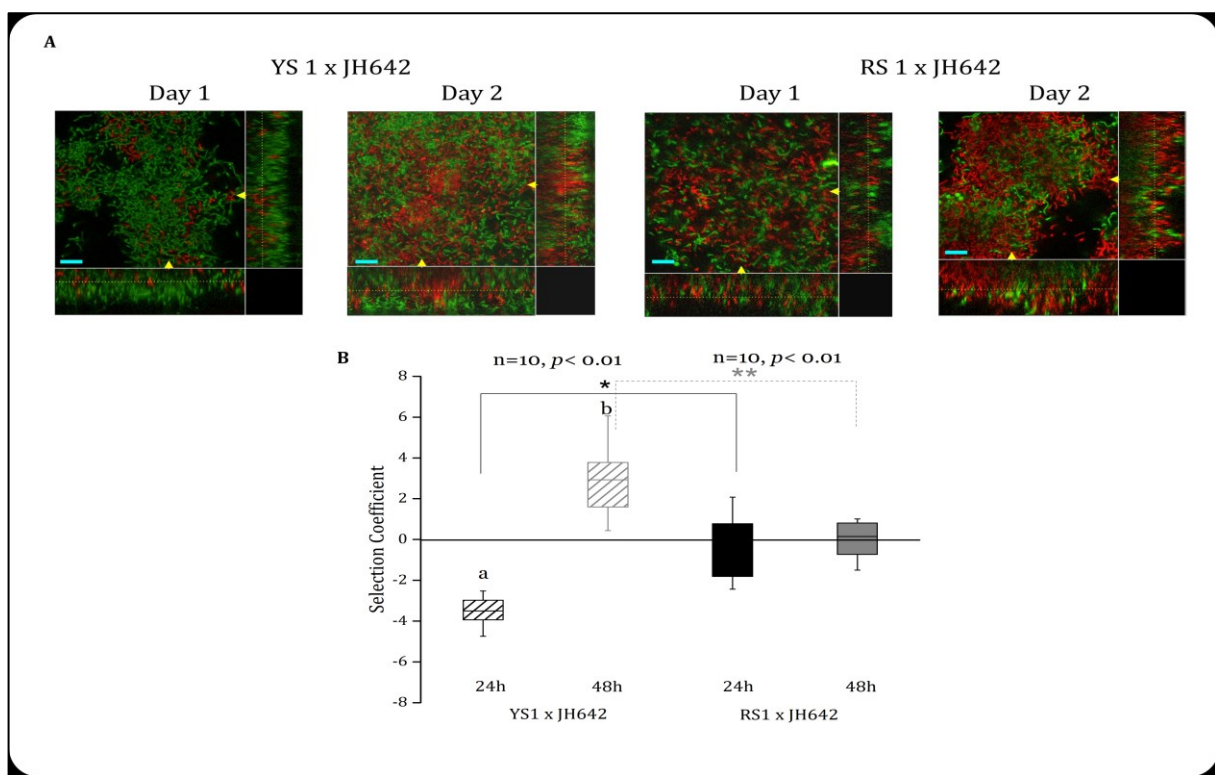 A
YS 1 x JH642
RS 1 x JH642
Day 1
Day 2
Day 1
Day 2
B
n=10, p< 0.01
n=10, p< 0.01
*
**
a
b
Selection Coefficient
8
6
4
2
0
-2
-4
-6
-8
24h
48h
24h
48h
YS1 x JH642
RS1 x JH642